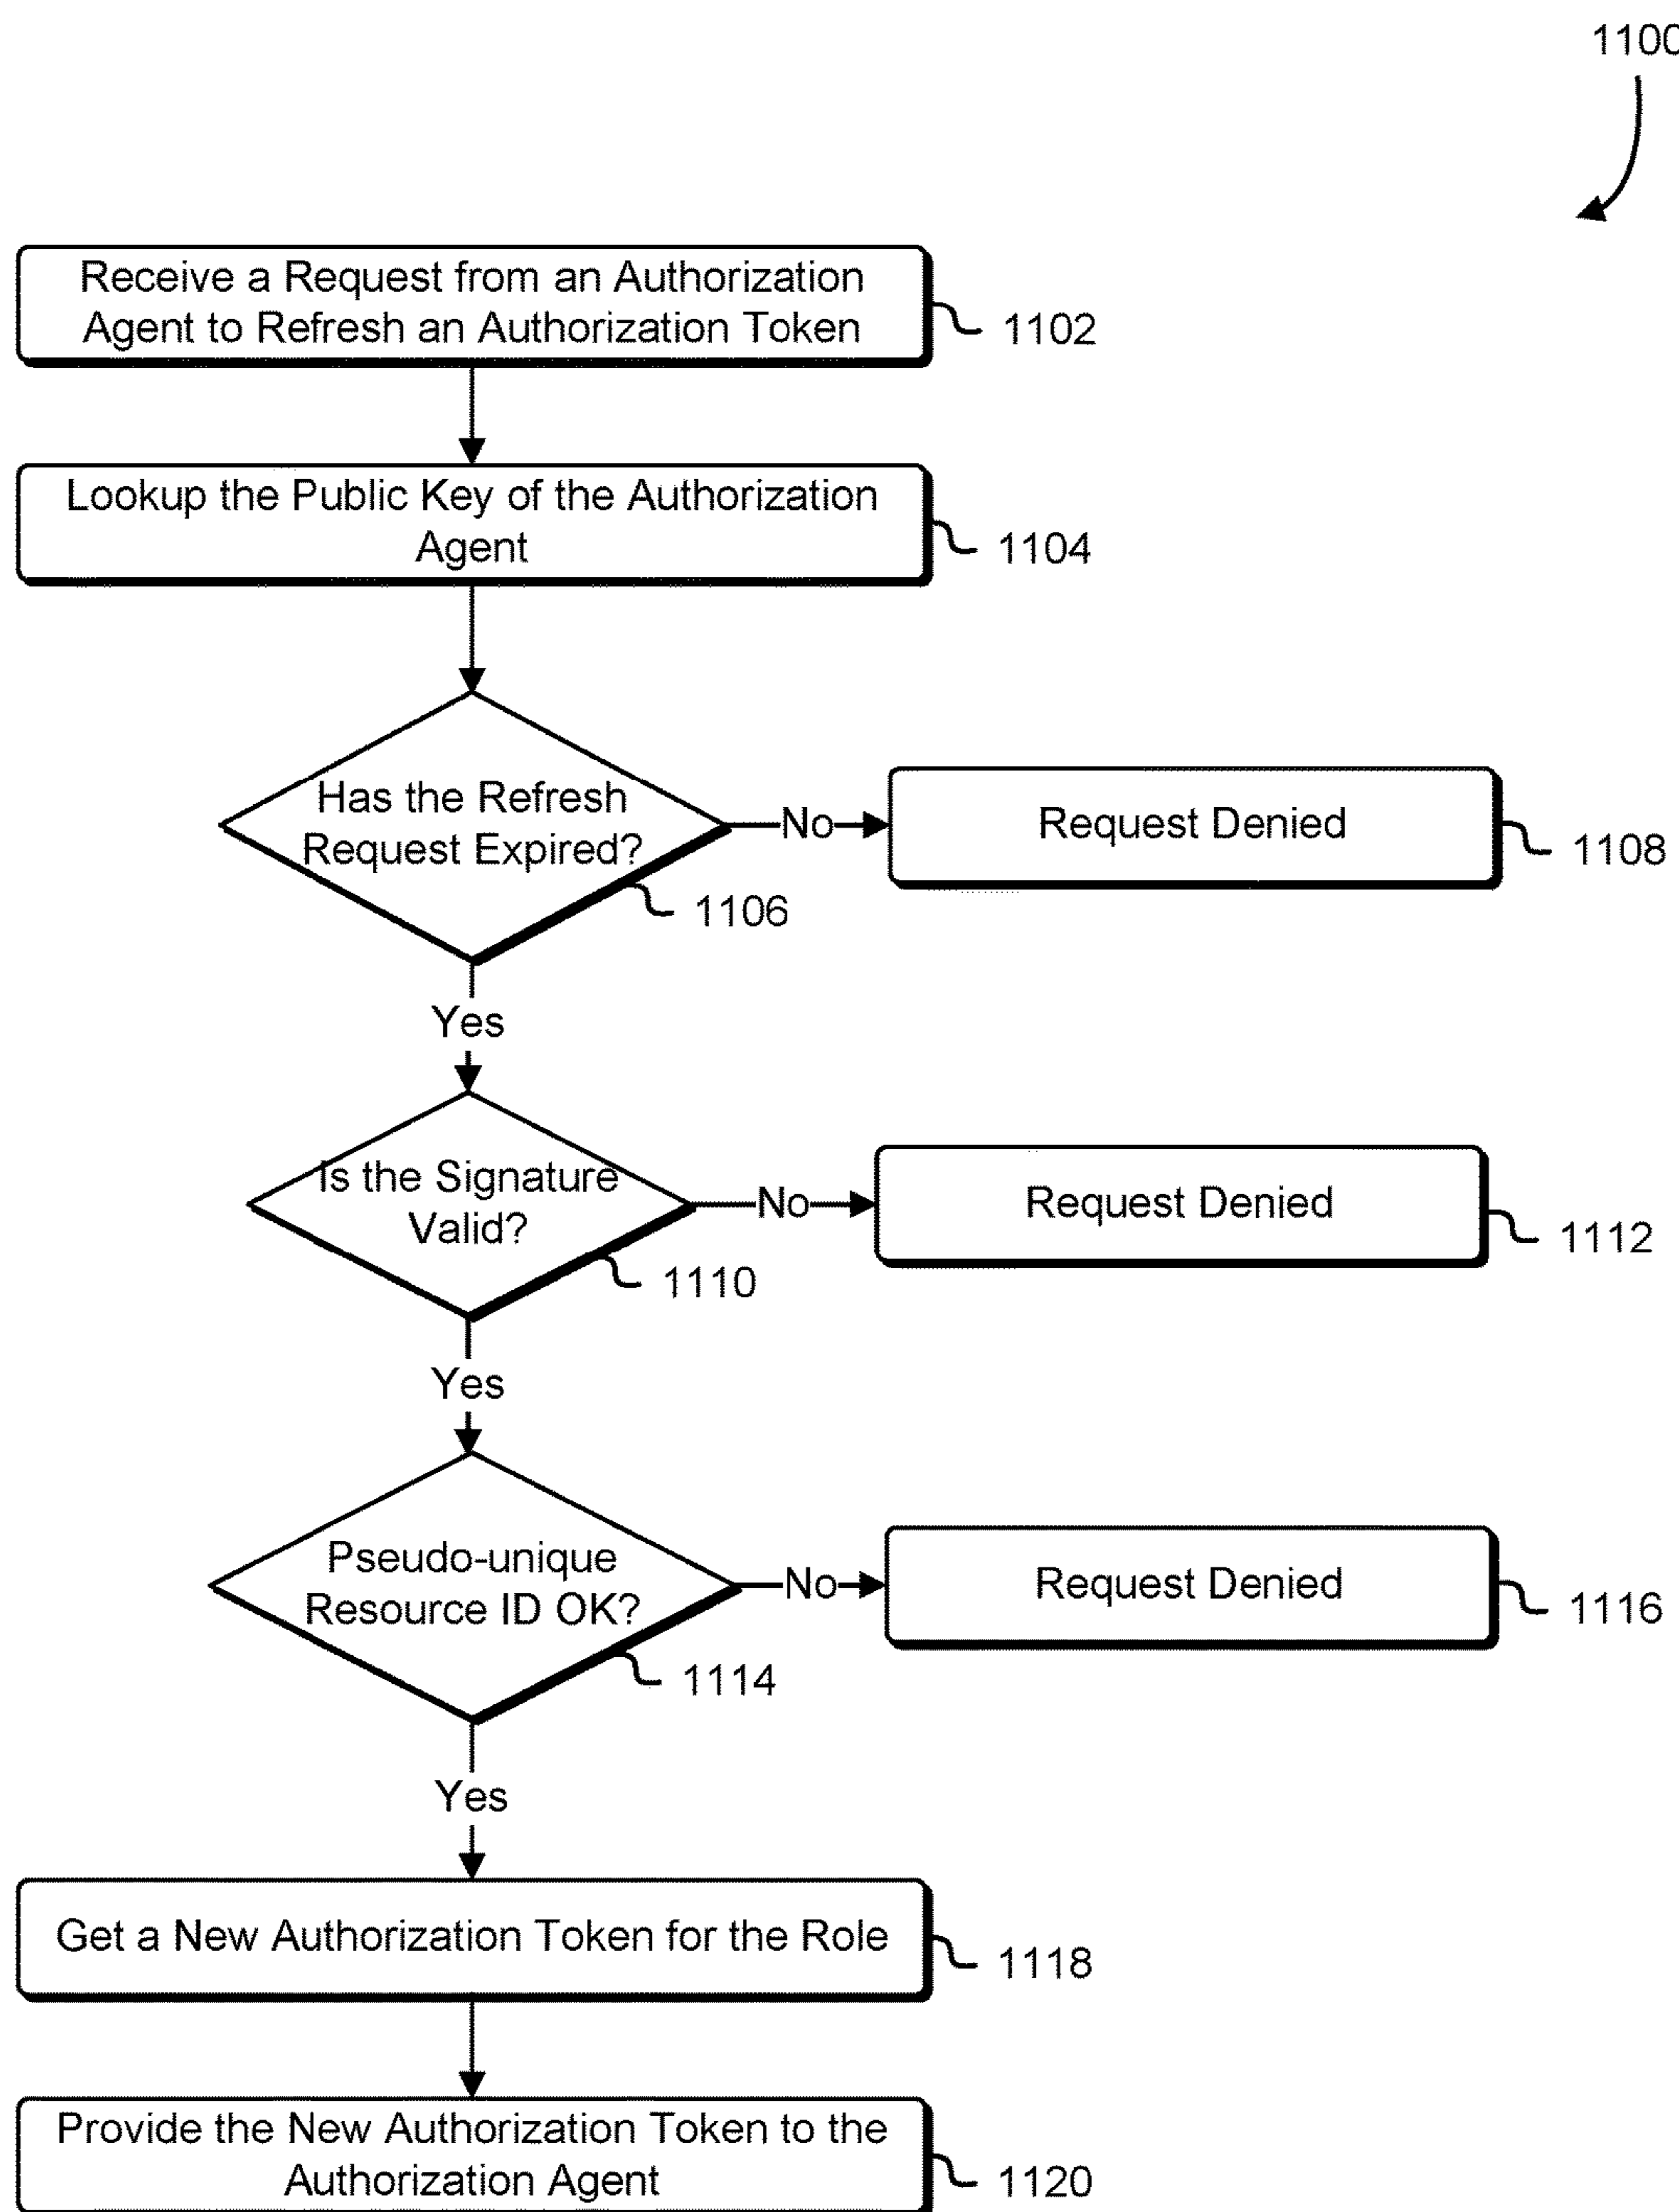 1100
Receive a Request from an Authorization
Agent to Refresh an Authorization Token
1102
Lookup the Public Key of the Authorization
Agent
1104
Has the Refresh
Request Expired?
No
Request Denied
1108
1106
Yes
Is the Signature
Valid?
No
Request Denied
1112
1110
Yes
Pseudo-unique
Resource ID OK?
No
Request Denied
1116
1114
Yes
Get a New Authorization Token for the Role
1118
Provide the New Authorization Token to the
Authorization Agent
1120